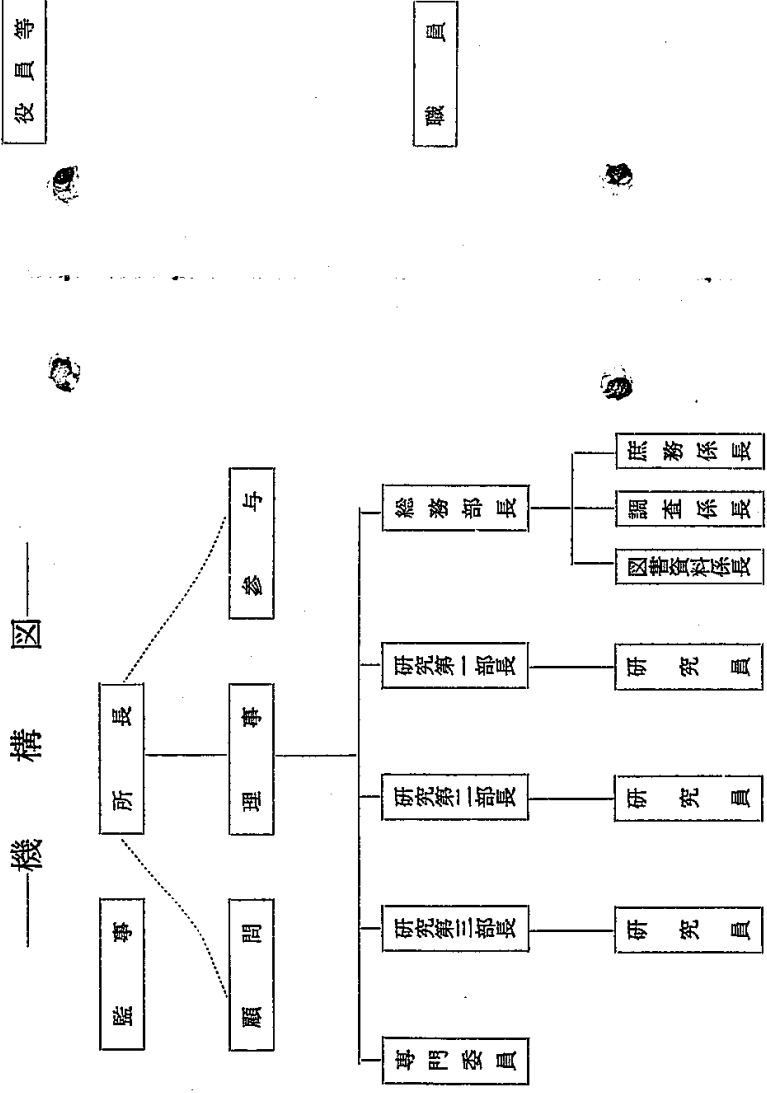 機構図
監事
所長
顧問
理事
参与
専門委員
研究第三部長
研究第二部長
研究第一部長
総務部長
研究員
研究員
研究員
図書資料係長
調査係長
庶務係長
役員等
職員